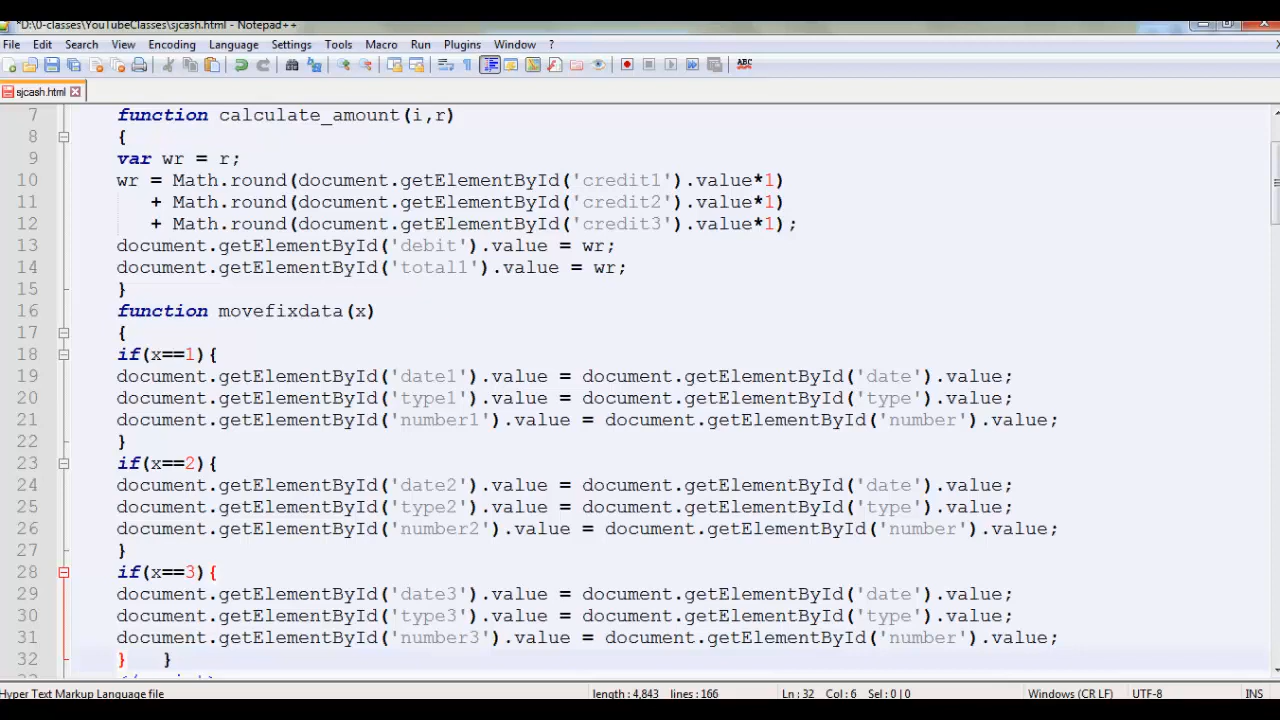 *D:\0-classes\YouTubeClasses\sjcash.html - Notepad++
File Edit Search View Encoding Language Settings Tools Macro Run Plugins Window ?
ABC
sjcash.html
7 function calculate_amount(i,r)
8 {
9 var wr = r;
10 wr = Math.round(document.getElementById('credit1').value*1)
11 + Math.round(document.getElementById('credit2').value*1)
12 + Math.round(document.getElementById('credit3').value*1);
13 document.getElementById('debit').value = wr;
14 document.getElementById('total1').value = wr;
15 }
16 function movefixdata(x)
17 {
18 if(x==1){
19 document.getElementById('date1').value = document.getElementById('date').value;
20 document.getElementById('type1').value = document.getElementById('type').value;
21 document.getElementById('number1').value = document.getElementById('number').value;
22 }
23 if(x==2){
24 document.getElementById('date2').value = document.getElementById('date').value;
25 document.getElementById('type2').value = document.getElementById('type').value;
26 document.getElementById('number2').value = document.getElementById('number').value;
27 }
28 if(x==3){
29 document.getElementById('date3').value = document.getElementById('date').value;
30 document.getElementById('type3').value = document.getElementById('type').value;
31 document.getElementById('number3').value = document.getElementById('number').value;
32 } }
Hyper Text Markup Language file length : 4,843 lines : 166 Ln : 32 Col : 6 Sel : 0 | 0 Windows (CR LF) UTF-8 INS